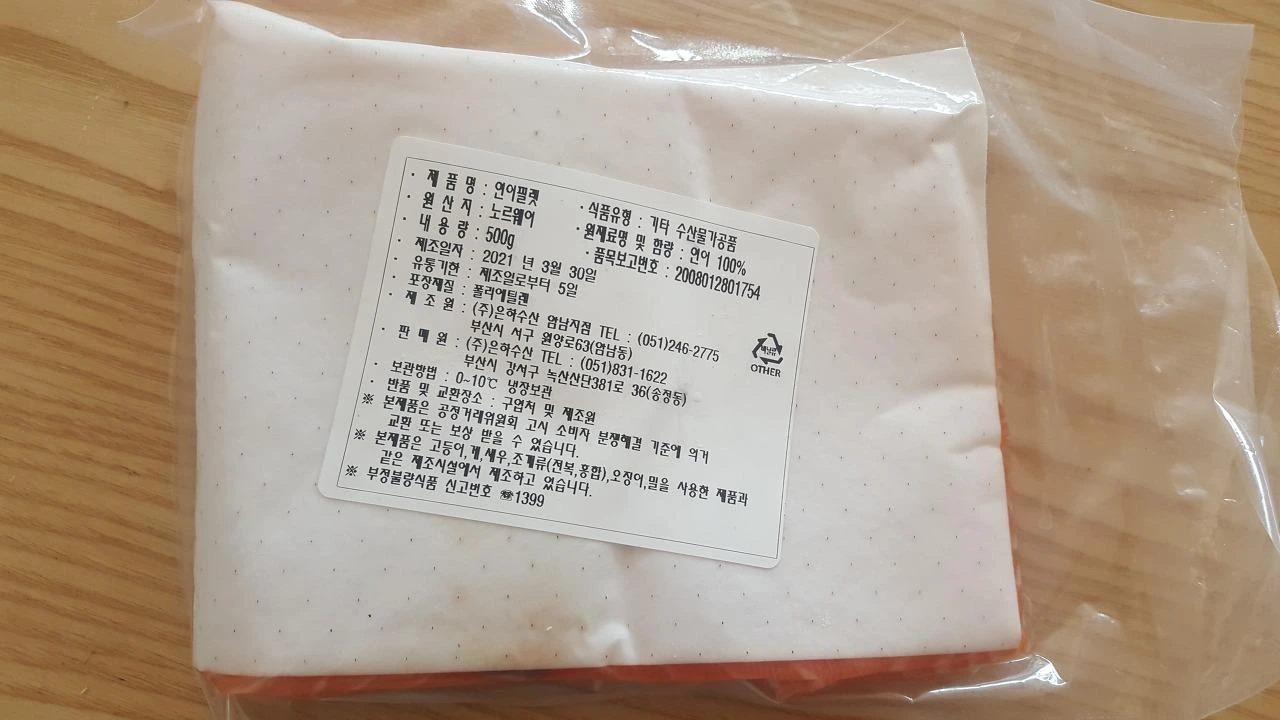 · 제 품 명 : 연어필렛
· 식품유형 : 기타 수산물가공품
· 원 산 지 : 노르웨이
· 원재료명 및 함량 : 연어 100%
· 내 용 량 : 500g
· 품목보고번호 : 2008012801754
· 제조일자 : 2021 년 3월 30일
· 유통기한 : 제조일로부터 5일
· 포장재질 : 폴리에틸렌
· 제 조 원 : (주)은하수산 암남지점 TEL : (051)246-2775
부산시 서구 원양로63(암남동)
· 판 매 원 : (주)은하수산 TEL : (051)831-1622
부산시 강서구 녹산산단381로 36(송정동)
· 보관방법 : 0~10℃ 냉장보관
· 반품 및 교환장소 : 구입처 및 제조원
※ 본제품은 공정거래위원회 고시 소비자 분쟁해결 기준에 의거
교환 또는 보상 받을 수 있습니다.
※ 본제품은 고등어,게,새우,조개류(전복,홍합),오징어,밀을 사용한 제품과
같은 제조시설에서 제조하고 있습니다.
※ 부정불량식품 신고번호 ☎1399
OTHER